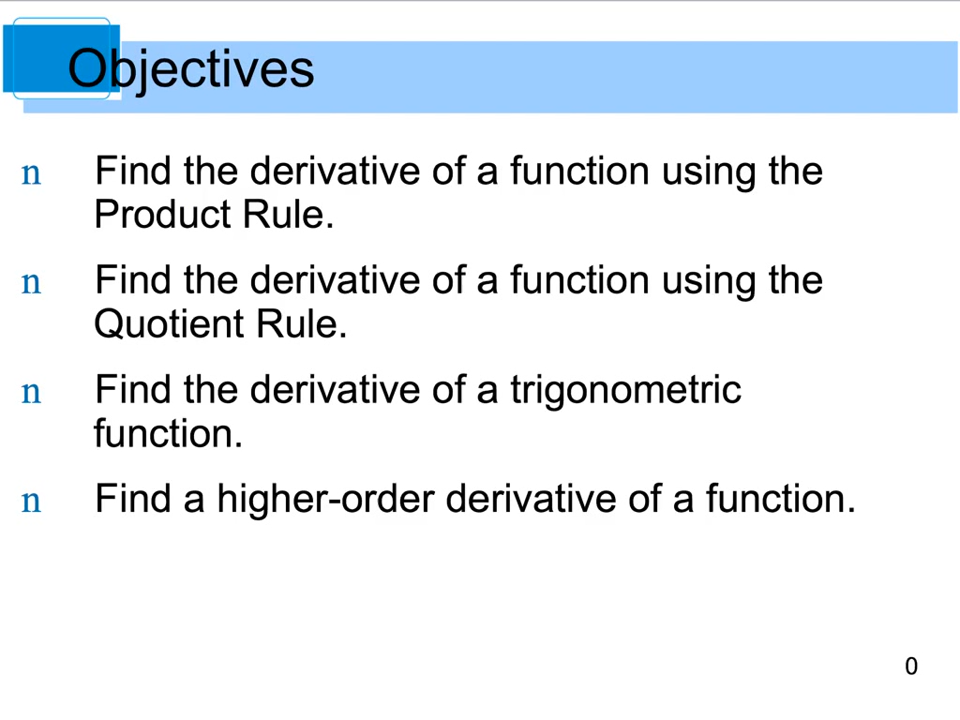 Objectives
n Find the derivative of a function using the
Product Rule.
n Find the derivative of a function using the
Quotient Rule.
n Find the derivative of a trigonometric
function.
n Find a higher-order derivative of a function.
0